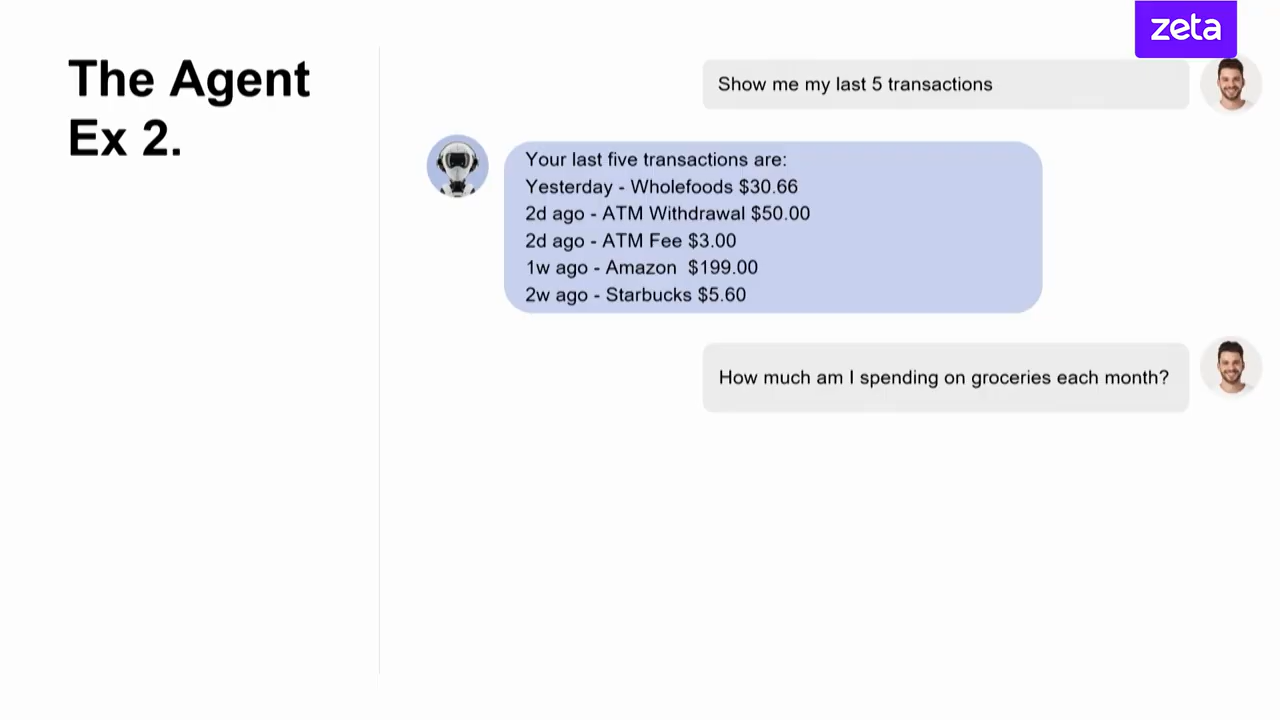 zeta
The Agent
Ex 2.
Show me my last 5 transactions
Your last five transactions are:
Yesterday - Wholefoods $30.66
2d ago - ATM Withdrawal $50.00
2d ago - ATM Fee $3.00
1w ago - Amazon  $199.00
2w ago - Starbucks $5.60
How much am I spending on groceries each month?